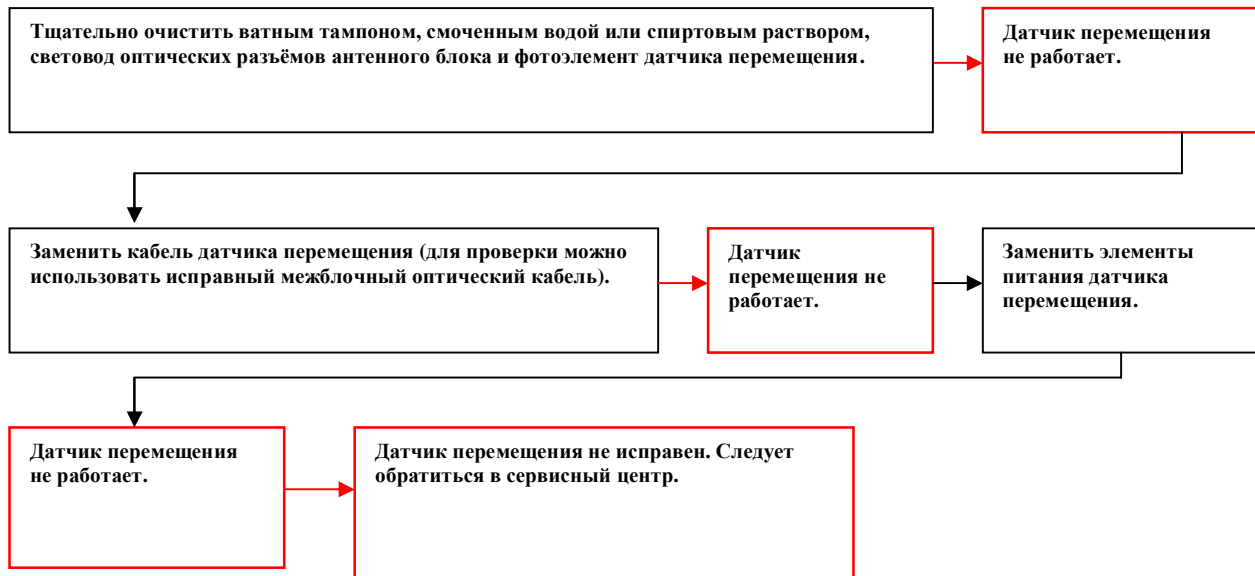 Тщательно очистить ватным тампоном, смоченным водой или спиртовым раствором,
световод оптических разъёмов антенного блока и фотоэлемент датчика перемещения.
Датчик перемещения
не работает.
Заменить кабель датчика перемещения (для проверки можно
использовать исправный межблочный оптический кабель).
Датчик
перемещения не
работает.
Заменить элементы
питания датчика
перемещения.
Датчик перемещения
не работает.
Датчик перемещения не исправен. Следует
обратиться в сервисный центр.